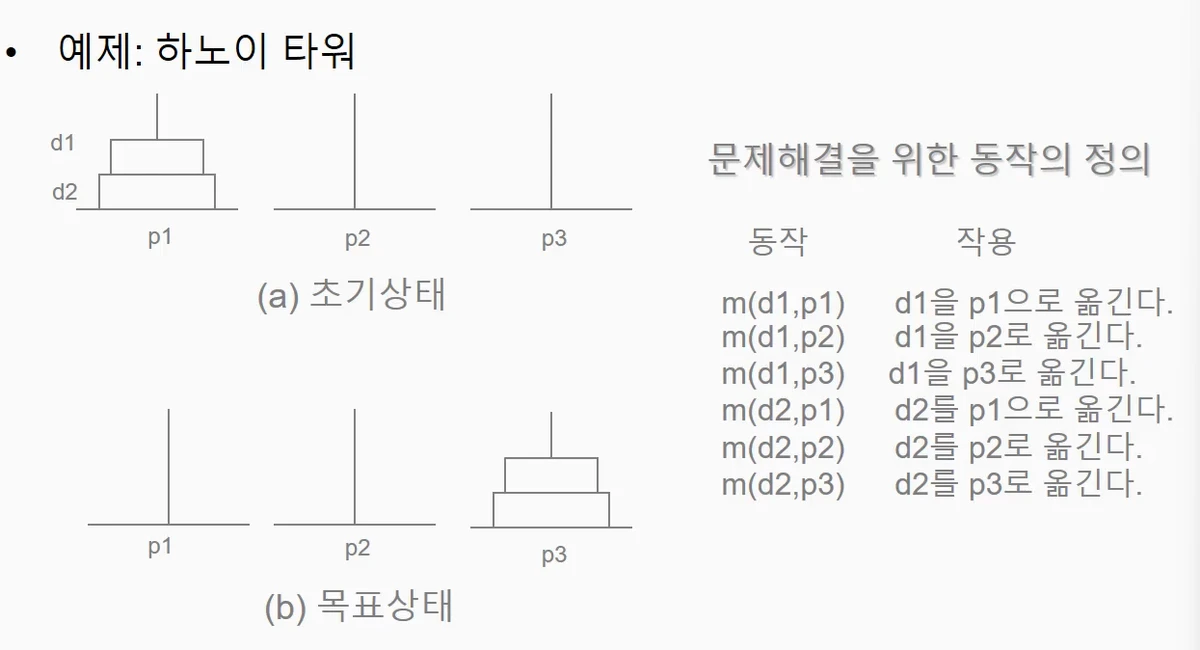 • 예제: 하노이 타워
d1
d2
p1 p2 p3
(a) 초기상태
p1 p2 p3
(b) 목표상태
문제해결을 위한 동작의 정의
동작 작용
m(d1,p1) d1을 p1으로 옮긴다.
m(d1,p2) d1을 p2로 옮긴다.
m(d1,p3) d1을 p3로 옮긴다.
m(d2,p1) d2를 p1으로 옮긴다.
m(d2,p2) d2를 p2로 옮긴다.
m(d2,p3) d2를 p3로 옮긴다.